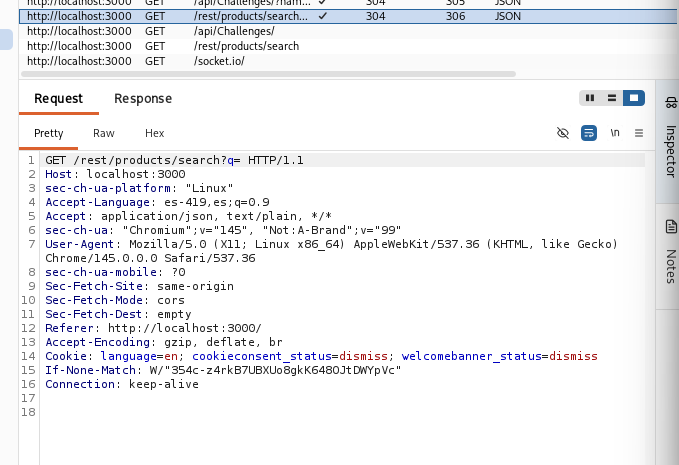 http://localhost:3000 GET /api/Challenges/?nam... ✓ 304 305 JSON
http://localhost:3000 GET /rest/products/search... ✓ 304 306 JSON
http://localhost:3000 GET /api/Challenges/
http://localhost:3000 GET /rest/products/search
http://localhost:3000 GET /socket.io/
Request Response
Pretty Raw Hex \n
1 GET /rest/products/search?q= HTTP/1.1
2 Host: localhost:3000
3 sec-ch-ua-platform: "Linux"
4 Accept-Language: es-419,es;q=0.9
5 Accept: application/json, text/plain, */*
6 sec-ch-ua: "Chromium";v="145", "Not:A-Brand";v="99"
7 User-Agent: Mozilla/5.0 (X11; Linux x86_64) AppleWebKit/537.36 (KHTML, like Gecko)
Chrome/145.0.0.0 Safari/537.36
8 sec-ch-ua-mobile: ?0
9 Sec-Fetch-Site: same-origin
10 Sec-Fetch-Mode: cors
11 Sec-Fetch-Dest: empty
12 Referer: http://localhost:3000/
13 Accept-Encoding: gzip, deflate, br
14 Cookie: language=en; cookieconsent_status=dismiss; welcomebanner_status=dismiss
15 If-None-Match: W/"354c-z4rkB7UBXUo8gkK648OJtDWYpVc"
16 Connection: keep-alive
17
18
Inspector
Notes